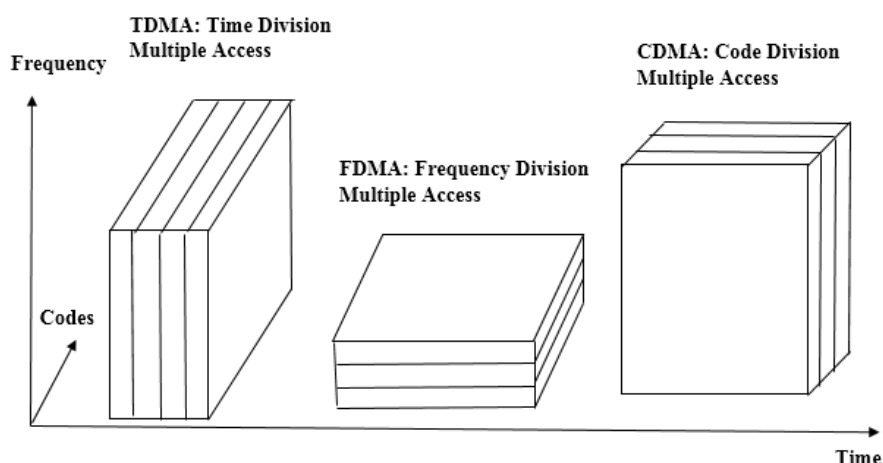 TDMA: Time Division
Multiple Access
Frequency
CDMA: Code Division
Multiple Access
FDMA: Frequency Division
Multiple Access
Codes
Time